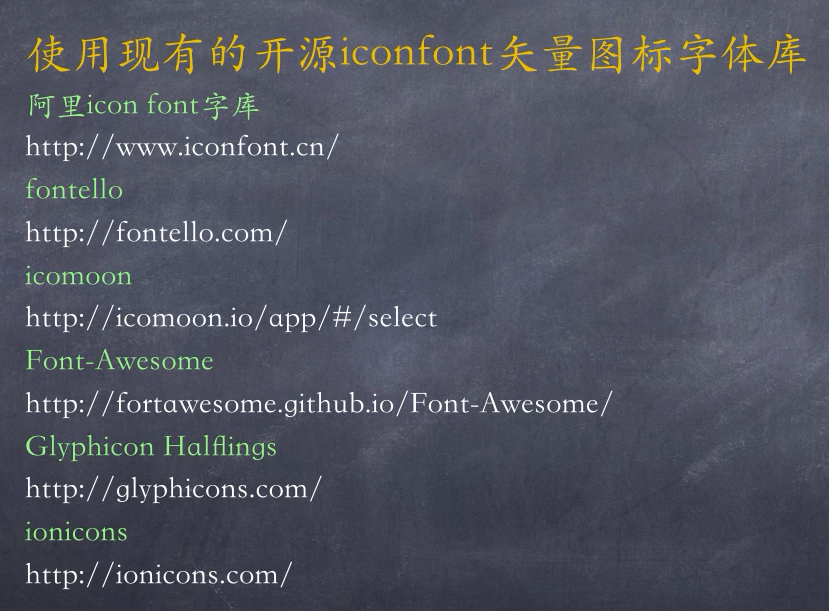 使用现有的开源iconfont矢量图标字体库
阿里icon font字库
http://www.iconfont.cn/
fontello
http://fontello.com/
icomoon
http://icomoon.io/app/#/select
Font-Awesome
http://fortawesome.github.io/Font-Awesome/
Glyphicon Halflings
http://glyphicons.com/
ionicons
http://ionicons.com/